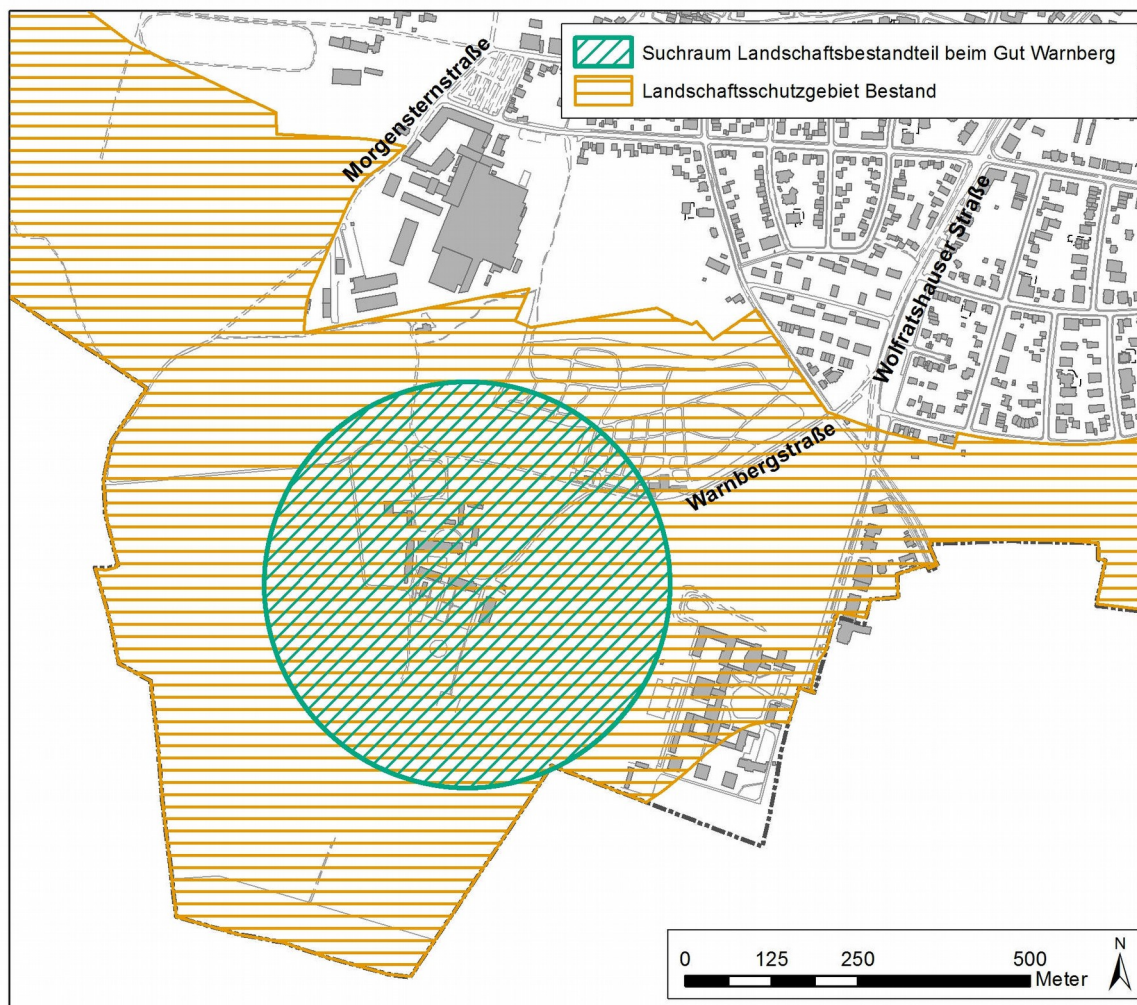 Suchraum Landschaftsbestandteil beim Gut Warnberg
Landschaftsschutzgebiet Bestand
Morgensternstraße
Wolfratshauser Straße
Warnbergstraße
0 125 250 500
Meter
N